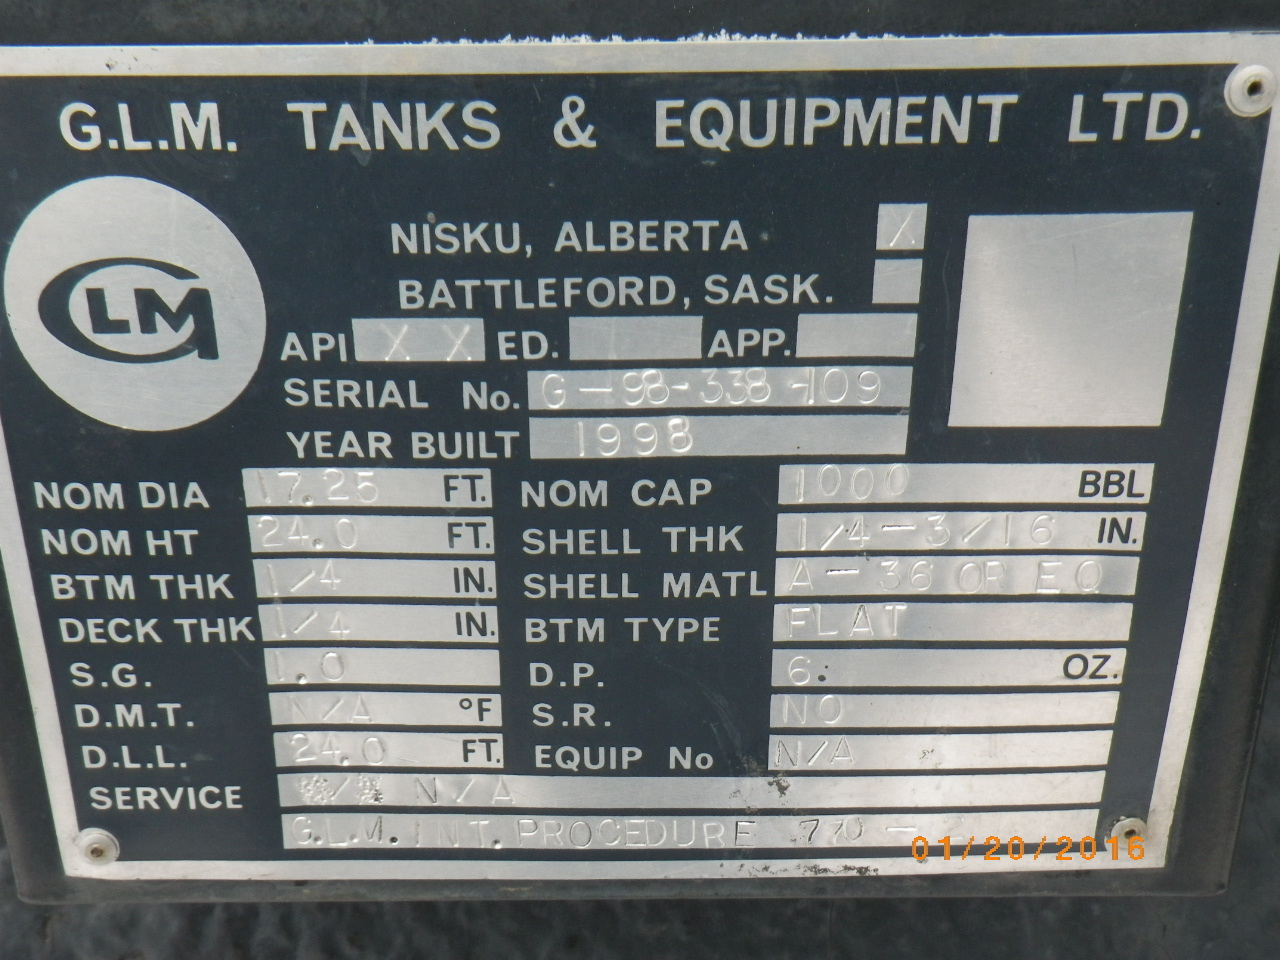 G.L.M. TANKS & EQUIPMENT LTD.
GLM
NISKU, ALBERTA X
BATTLEFORD, SASK.
API X X ED. APP.
SERIAL No. G-98-338-109
YEAR BUILT 1998
NOM DIA 17.25 FT. NOM CAP 1000 BBL
NOM HT 24.0 FT. SHELL THK 1/4-3/16 IN.
BTM THK 1/4 IN. SHELL MATL A-36 OR EQ
DECK THK 1/4 IN. BTM TYPE FLAT
S.G. 1.0 D.P. 6. OZ.
D.M.T. N/A °F S.R. NO
D.L.L. 24.0 FT. EQUIP No N/A
SERVICE N/A
G.L.M. INT. PROCEDURE 770 -
01/20/2016